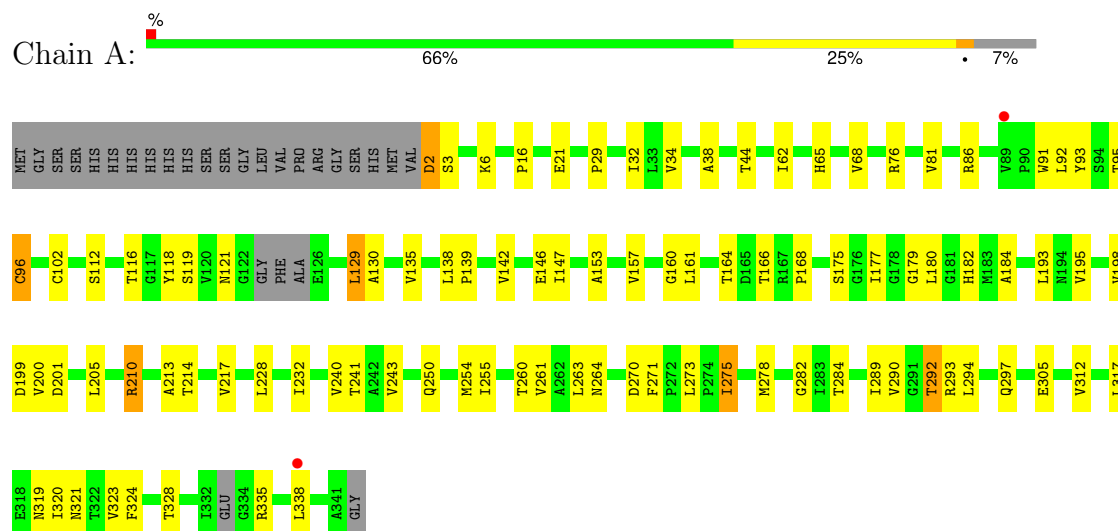 %
Chain A:
66% 25% • 7%
MET GLY SER SER HIS HIS HIS HIS HIS HIS SER SER GLY LEU VAL PRO ARG GLY SER HIS MET VAL D2 S3 K6 P16 E21 P29 I32 L33 V34 A38 T44 I62 H65 V68 R76 V81 R86 V89 P90 W91 L92 Y93 S94 T95
C96 C102 S112 T116 G117 Y118 S119 V120 N121 G122 GLY PHE ALA E126 L129 A130 V135 L138 P139 V142 E146 I147 A153 V157 G160 L161 T164 D165 T166 R167 P168 S175 G176 I177 G178 G179 L180 G181 H182 M183 A184 L193 N194 V195 V198
D199 V200 D201 L205 R210 A213 T214 V217 L228 I232 V240 T241 A242 V243 Q250 M254 I255 T260 V261 A262 L263 N264 D270 F271 P272 L273 P274 I275 M278 G282 I283 T284 I289 V290 G291 T292 R293 L294 Q297 E305 V312 L317
E318 N319 I320 N321 T322 V323 F324 T328 I332 GLU G334 R335 L338 A341 GLY